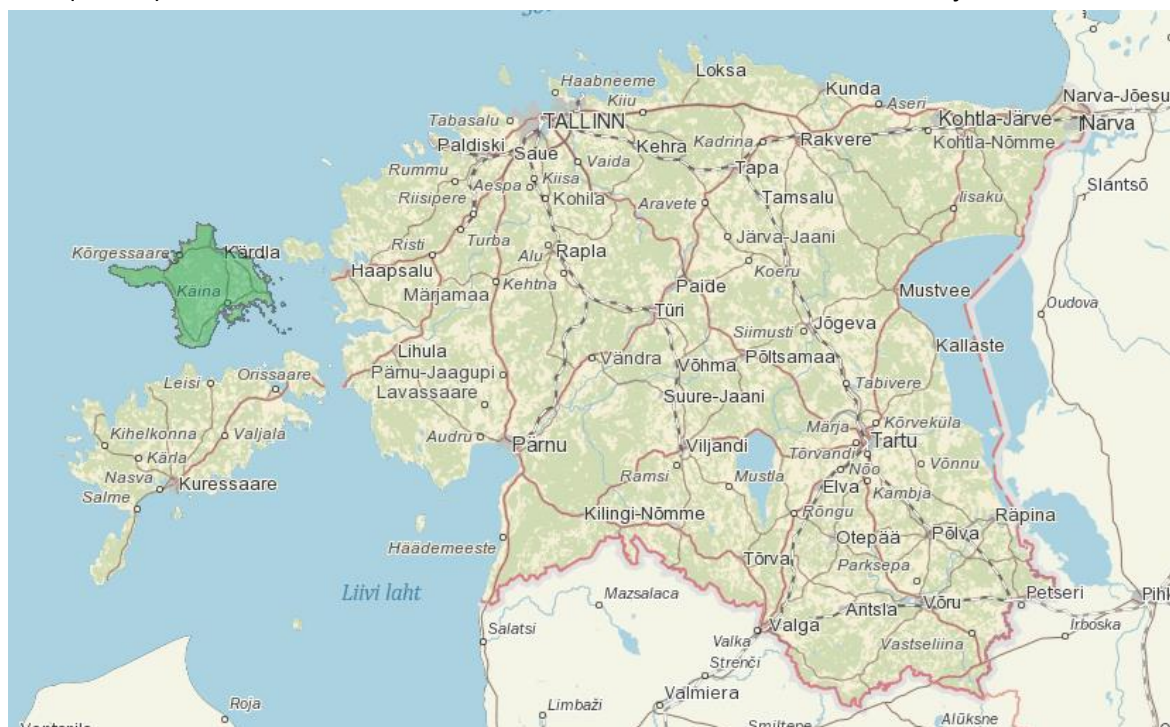 Loksa
Haabneeme
Kunda
Aseri
Narva-Jõesu
Kiiu
Tabasalu
TALLINN
Kohtla-Järve
Narva
Paldiski
Saue
Kehra
Kadrina
Rakvere
Kohtla-Nõmme
Vaida
Tapa
Rummu
Kiisa
Aespa
Slantsõ
Riisipere
Kohila
Aravete
Tamsalu
Iisaku
Turba
Järva-Jaani
Kõrgessaare
Kärdla
Risti
Alu
Rapla
Koeru
Haapsalu
Kehtna
Paide
Käina
Märjamaa
Mustvee
Oudova
Türi
Siimusti
Jõgeva
Kallaste
Lihula
Vändra
Võhma
Põltsamaa
Pärnu-Jaagupi
Leisi
Orissaare
Lavassaare
Suure-Jaani
Tabivere
Kõrveküla
Kihelkonna
Valjala
Audru
Pärnu
Viljandi
Märja
Tartu
Kärla
Tõrvandi
Nõo
Võnnu
Nasva
Kuressaare
Ramsi
Mustla
Elva
Kambja
Salme
Kilingi-Nõmme
Rõngu
Räpina
Häädemeeste
Otepää
Põlva
Tõrva
Parksepa
Liivi laht
Mazsalaca
Antsla
Võru
Petseri
Pihk
Salatsi
Valka
Valga
Vastseliina
Irboska
Strenči
Roja
Limbaži
Valmiera
Smiltene
Alūksne